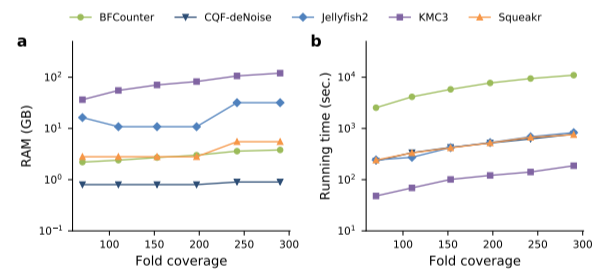 BFCounter CQF-deNoise Jellyfish2 KMC3 Squeakr
a
b
RAM (GB)
10² 10¹ 10⁰ 10⁻¹
100 150 200 250 300
Fold coverage
Running time (sec.)
10⁴ 10³ 10² 10¹
100 150 200 250 300
Fold coverage